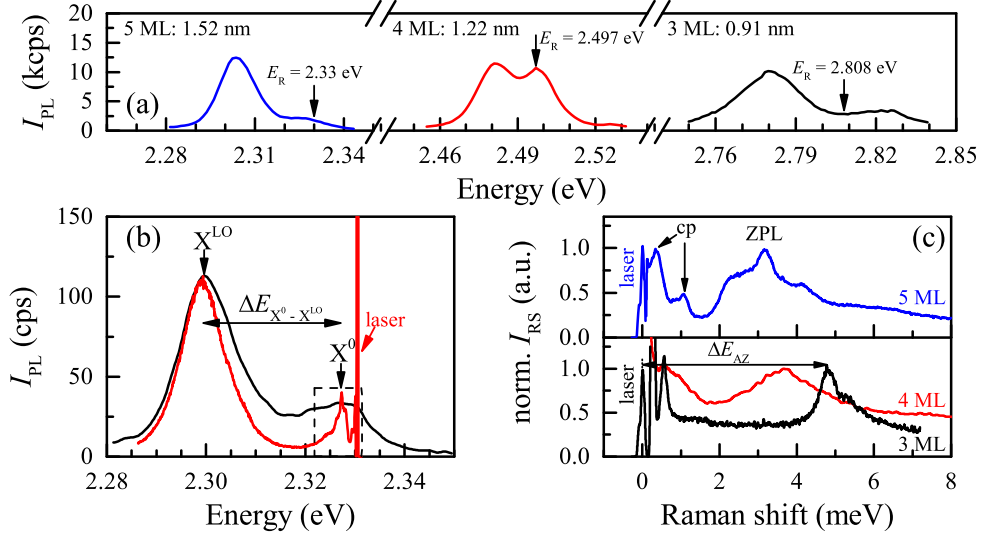 5 ML: 1.52 nm 4 ML: 1.22 nm 3 ML: 0.91 nm
E_R = 2.33 eV E_R = 2.497 eV E_R = 2.808 eV
I_PL (kcps)
20
15
10
5
0
(a)
2.28 2.31 2.34 2.46 2.49 2.52 2.76 2.79 2.82 2.85
Energy (eV)
(b)
X^LO
ΔE_X^0 - X^LO
laser
X^0
I_PL (cps)
150
100
50
0
2.28 2.30 2.32 2.34
Energy (eV)
(c)
cp
ZPL
laser
5 ML
1.0
0.5
0.0
norm. I_RS (a.u.)
ΔE_AZ
laser
4 ML
3 ML
1.0
0.5
0.0
0 2 4 6 8
Raman shift (meV)